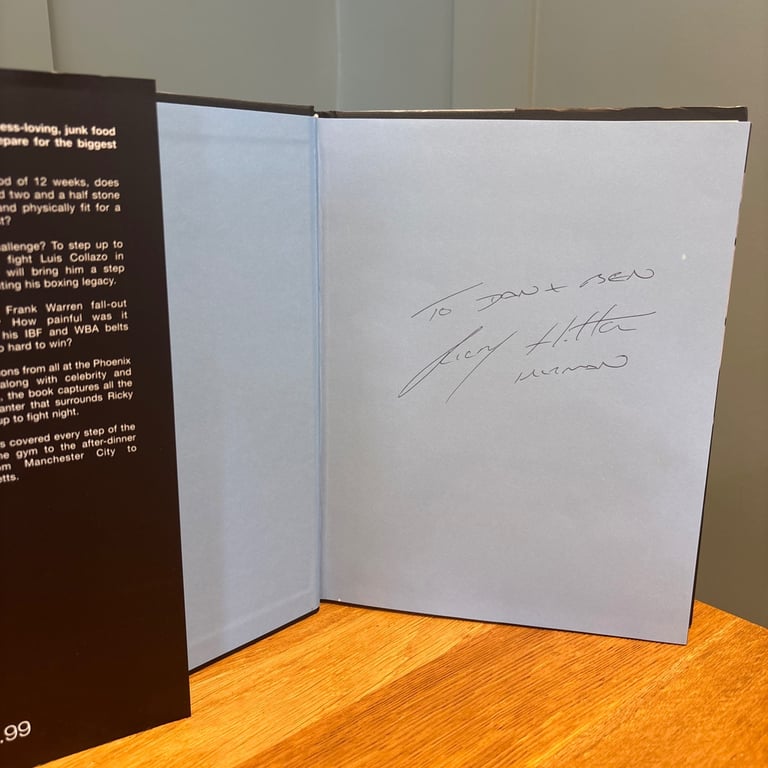 ess-loving, junk food
epare for the biggest
od of 12 weeks, does
d two and a half stone
and physically fit for a
t?
allenge? To step up to
fight Luis Collazo in
will bring him a step
ting his boxing legacy.
Frank Warren fall-out
How painful was it
his IBF and WBA belts
o hard to win?
ons from all at the Phoenix
along with celebrity and
, the book captures all the
anter that surrounds Ricky
up to fight night.
s covered every step of the
he gym to the after-dinner
om Manchester City to
etts.
.99
TO DAN + BEN
Ricky Hatton
HITMAN